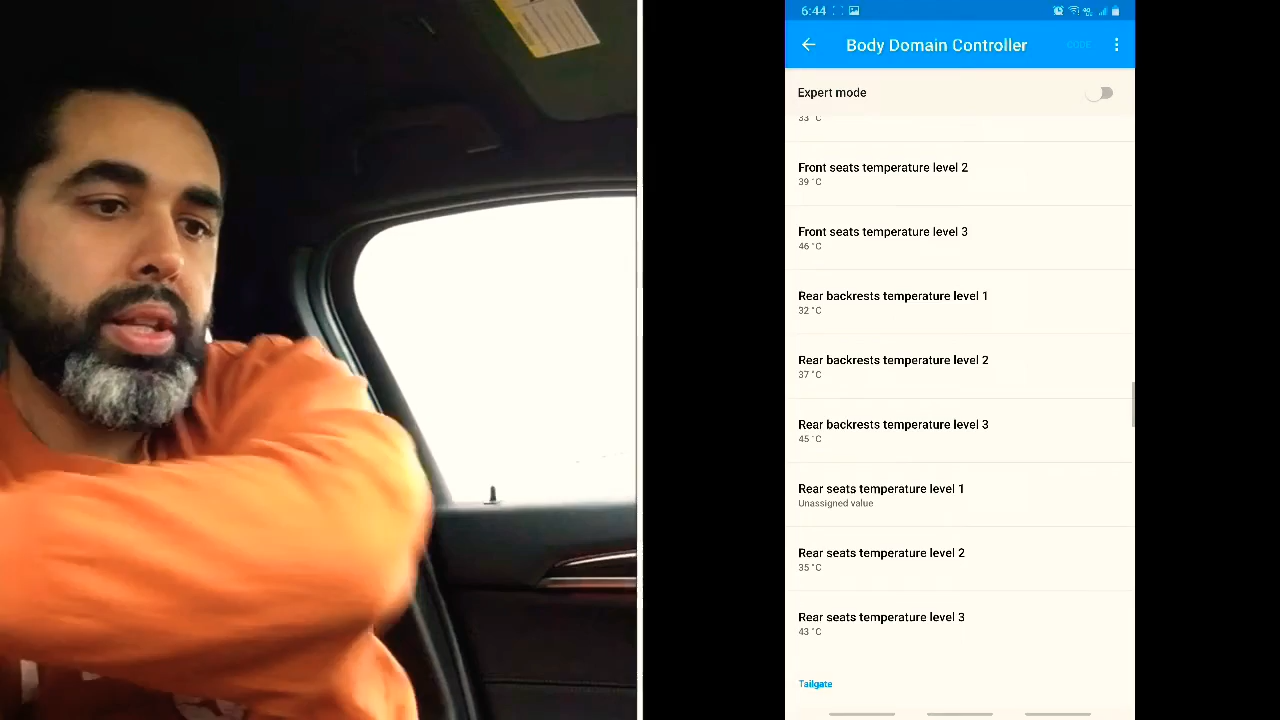 6:44
Body Domain Controller
CODE
Expert mode
33 °C
Front seats temperature level 2
39 °C
Front seats temperature level 3
46 °C
Rear backrests temperature level 1
32 °C
Rear backrests temperature level 2
37 °C
Rear backrests temperature level 3
45 °C
Rear seats temperature level 1
Unassigned value
Rear seats temperature level 2
35 °C
Rear seats temperature level 3
43 °C
Tailgate